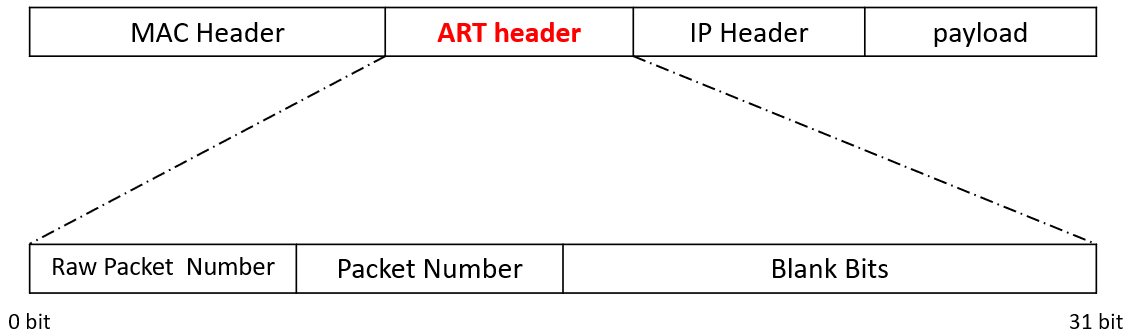 MAC Header ART header IP Header payload
Raw Packet Number Packet Number Blank Bits
0 bit 31 bit